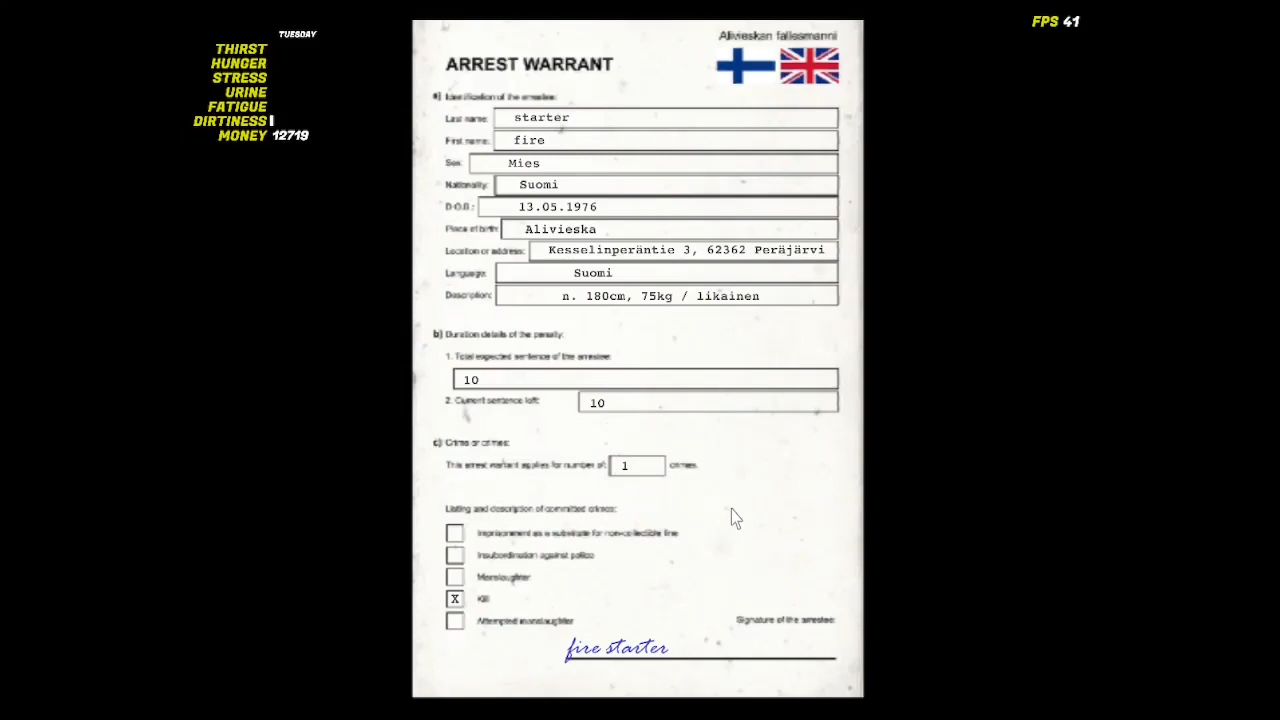 TUESDAY
THIRST
HUNGER
STRESS
URINE
FATIGUE
DIRTINESS
MONEY 12719
FPS 41
Alivieskan fallesmanni
ARREST WARRANT
a) Identification of the arrestee:
Last name: starter
First name: fire
Sex: Mies
Nationality: Suomi
D.O.B.: 13.05.1976
Place of birth: Alivieska
Location or address: Kesselinperäntie 3, 62362 Peräjärvi
Language: Suomi
Description: n. 180cm, 75kg / likainen
b) Duration details of the penalty:
1. Total expected sentence of the arrestee:
10
2. Current sentence left: 10
c) Crime or crimes:
This arrest warrant applies for number of: 1 crimes.
Listing and description of committed crimes:
Imprisonment as a substitute for non-collectible fine
Insubordination against police
Manslaughter
X Kill
Attempted manslaughter
Signature of the arrestee:
fire starter